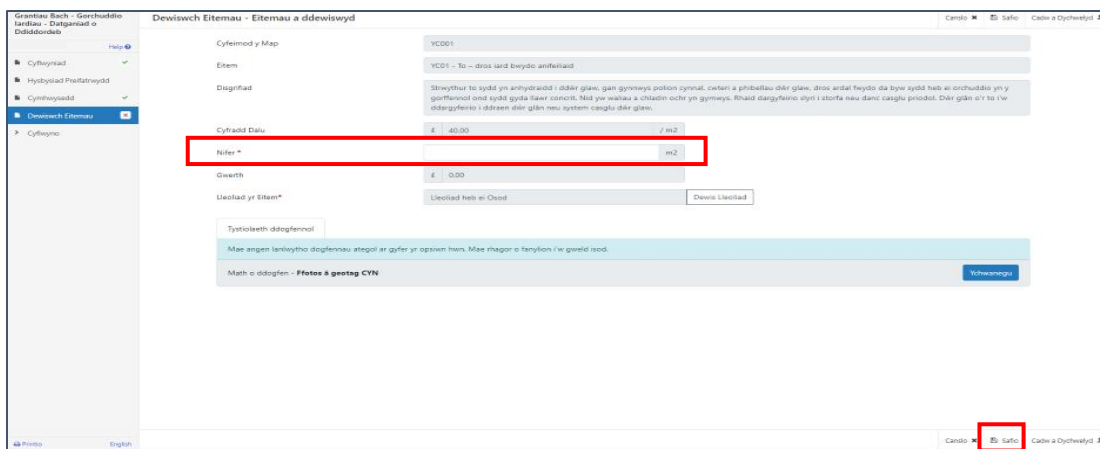 Grantiau Bach - Gorchuddio
Iardiau - Datganiad o
Ddiddordeb
Help
Cyflwyniad
Hysbysiad Preifatrwydd
Cymhwysedd
Dewiswch Eitemau
Cyflwyno
Dewiswch Eitemau - Eitemau a ddewiswyd
Canslo Safio Cadw a Dychwelyd
Cyfeirnod y Map YC001
Eitem YC01 - To – dros iard bwydo anifeiliaid
Disgrifiad Strwythur to sydd yn anhydraidd i ddŵr glaw, gan gynnwys polion cynnal, cwteri a phibellau dŵr glaw, dros ardal fwydo da byw sydd heb ei orchuddio yn y
gorffennol ond sydd gyda llawr concrit. Nid yw waliau a chladin ochr yn gymwys. Rhaid dargyfeirio slyri i storfa neu danc casglu priodol. Dŵr glân o'r to i'w
ddargyfeirio i ddraen dŵr glân neu system casglu dŵr glaw.
Cyfradd Dalu £ 40.00 / m2
Nifer * m2
Gwerth £ 0.00
Lleoliad yr Eitem* Lleoliad heb ei Osod Dewis Lleoliad
Tystiolaeth ddogfennol
Mae angen lanlwytho dogfennau ategol ar gyfer yr opsiwn hwn. Mae rhagor o fanylion i'w gweld isod.
Math o ddogfen - Ffotos â geotag CYN Ychwanegu
Printio English
Canslo Safio Cadw a Dychwelyd